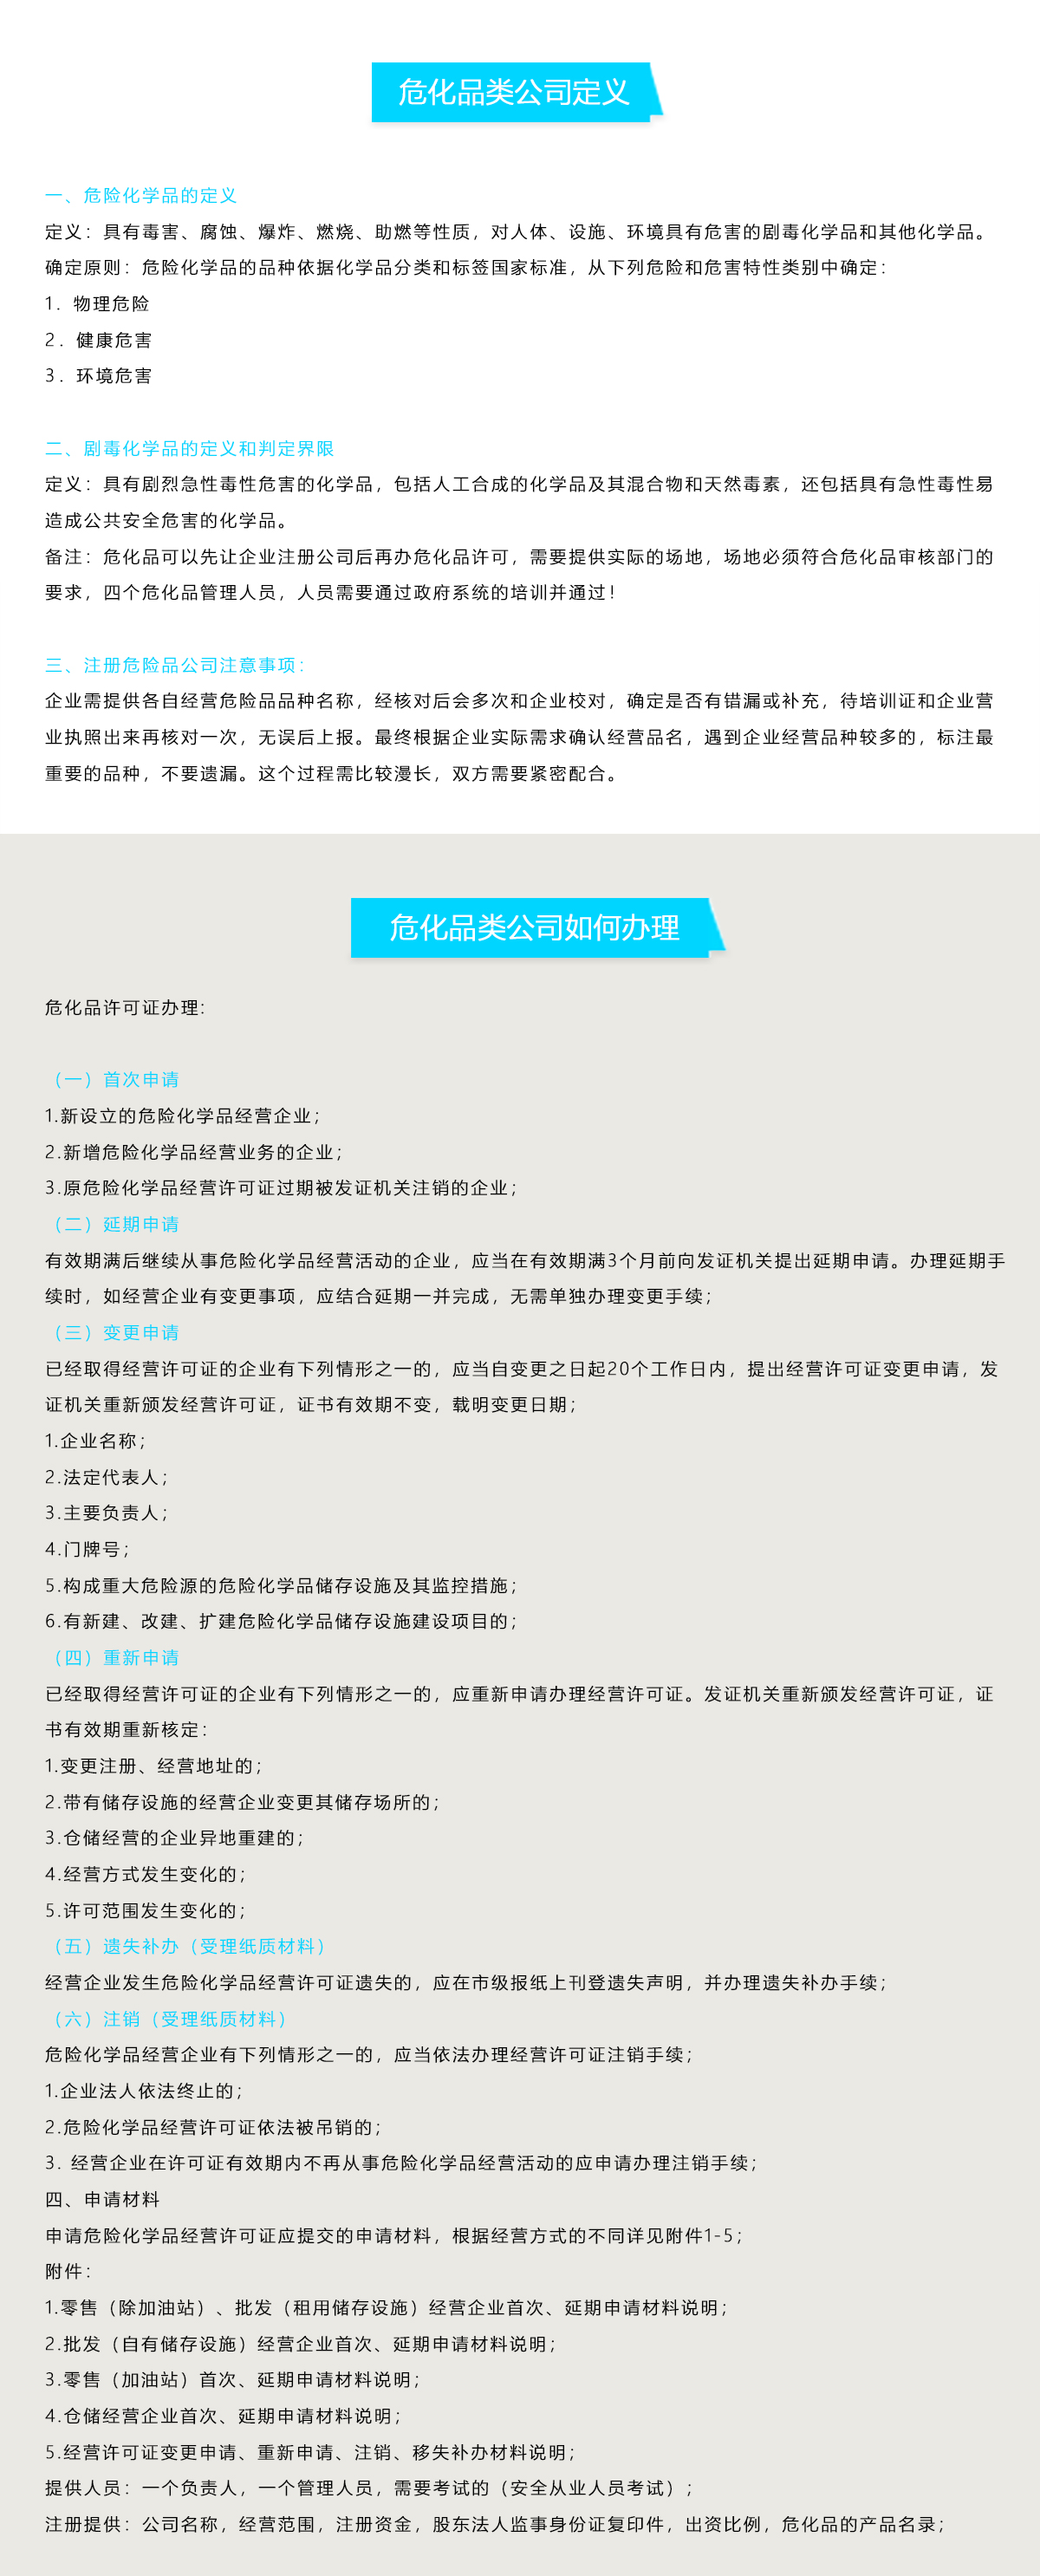 危化品类公司定义
一、危险化学品的定义
定义：具有毒害、腐蚀、爆炸、燃烧、助燃等性质，对人体、设施、环境具有危害的剧毒化学品和其他化学品。
确定原则：危险化学品的品种依据化学品分类和标签国家标准，从下列危险和危害特性类别中确定：
1. 物理危险
2. 健康危害
3. 环境危害
二、剧毒化学品的定义和判定界限
定义：具有剧烈急性毒性危害的化学品，包括人工合成的化学品及其混合物和天然毒素，还包括具有急性毒性易
造成公共安全危害的化学品。
备注：危化品可以先让企业注册公司后再办危化品许可，需要提供实际的场地，场地必须符合危化品审核部门的
要求，四个危化品管理人员，人员需要通过政府系统的培训并通过！
三、注册危险品公司注意事项：
企业需提供各自经营危险品品种名称，经核对后会多次和企业校对，确定是否有错漏或补充，待培训证和企业营
业执照出来再核对一次，无误后上报。最终根据企业实际需求确认经营品名，遇到企业经营品种较多的，标注最
重要的品种，不要遗漏。这个过程需比较漫长，双方需要紧密配合。
危化品类公司如何办理
危化品许可证办理：
（一）首次申请
1.新设立的危险化学品经营企业；
2.新增危险化学品经营业务的企业；
3.原危险化学品经营许可证过期被发证机关注销的企业；
（二）延期申请
有效期满后继续从事危险化学品经营活动的企业，应当在有效期满3个月前向发证机关提出延期申请。办理延期手
续时，如经营企业有变更事项，应结合延期一并完成，无需单独办理变更手续；
（三）变更申请
已经取得经营许可证的企业有下列情形之一的，应当自变更之日起20个工作日内，提出经营许可证变更申请，发
证机关重新颁发经营许可证，证书有效期不变，载明变更日期；
1.企业名称；
2.法定代表人；
3.主要负责人；
4.门牌号；
5.构成重大危险源的危险化学品储存设施及其监控措施；
6.有新建、改建、扩建危险化学品储存设施建设项目的；
（四）重新申请
已经取得经营许可证的企业有下列情形之一的，应重新申请办理经营许可证。发证机关重新颁发经营许可证，证
书有效期重新核定：
1.变更注册、经营地址的；
2.带有储存设施的经营企业变更其储存场所的；
3.仓储经营的企业异地重建的；
4.经营方式发生变化的；
5.许可范围发生变化的；
（五）遗失补办（受理纸质材料）
经营企业发生危险化学品经营许可证遗失的，应在市级报纸上刊登遗失声明，并办理遗失补办手续；
（六）注销（受理纸质材料）
危险化学品经营企业有下列情形之一的，应当依法办理经营许可证注销手续；
1.企业法人依法终止的；
2.危险化学品经营许可证依法被吊销的；
3. 经营企业在许可证有效期内不再从事危险化学品经营活动的应申请办理注销手续；
四、申请材料
申请危险化学品经营许可证应提交的申请材料，根据经营方式的不同详见附件1-5；
附件：
1.零售（除加油站）、批发（租用储存设施）经营企业首次、延期申请材料说明；
2.批发（自有储存设施）经营企业首次、延期申请材料说明；
3.零售（加油站）首次、延期申请材料说明；
4.仓储经营企业首次、延期申请材料说明；
5.经营许可证变更申请、重新申请、注销、移失补办材料说明；
提供人员：一个负责人，一个管理人员，需要考试的（安全从业人员考试）；
注册提供：公司名称，经营范围，注册资金，股东法人监事身份证复印件，出资比例，危化品的产品名录；